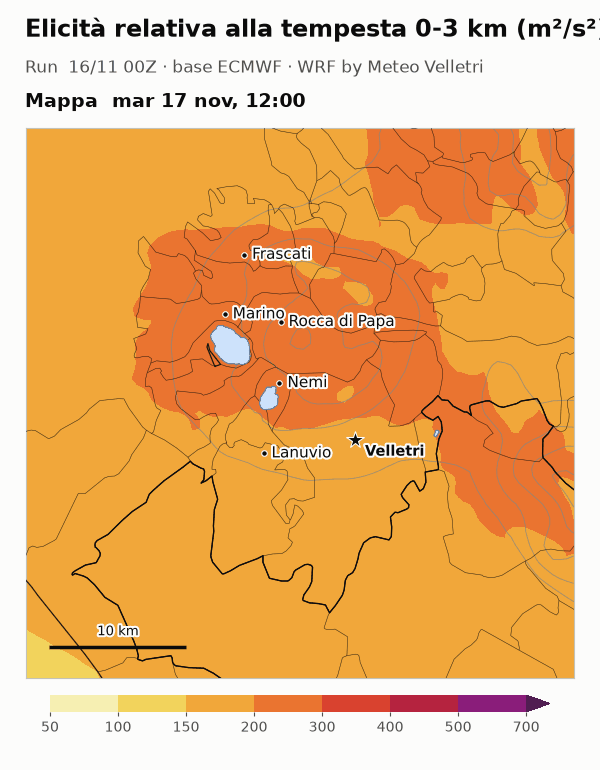 Elicità relativa alla tempesta 0-3 km (m²/s²)
Run  16/11 00Z · base ECMWF · WRF by Meteo Velletri
Mappa  mar 17 nov, 12:00
Frascati
Marino
Rocca di Papa
Nemi
Lanuvio
Velletri
10 km
50 100 150 200 300 400 500 700